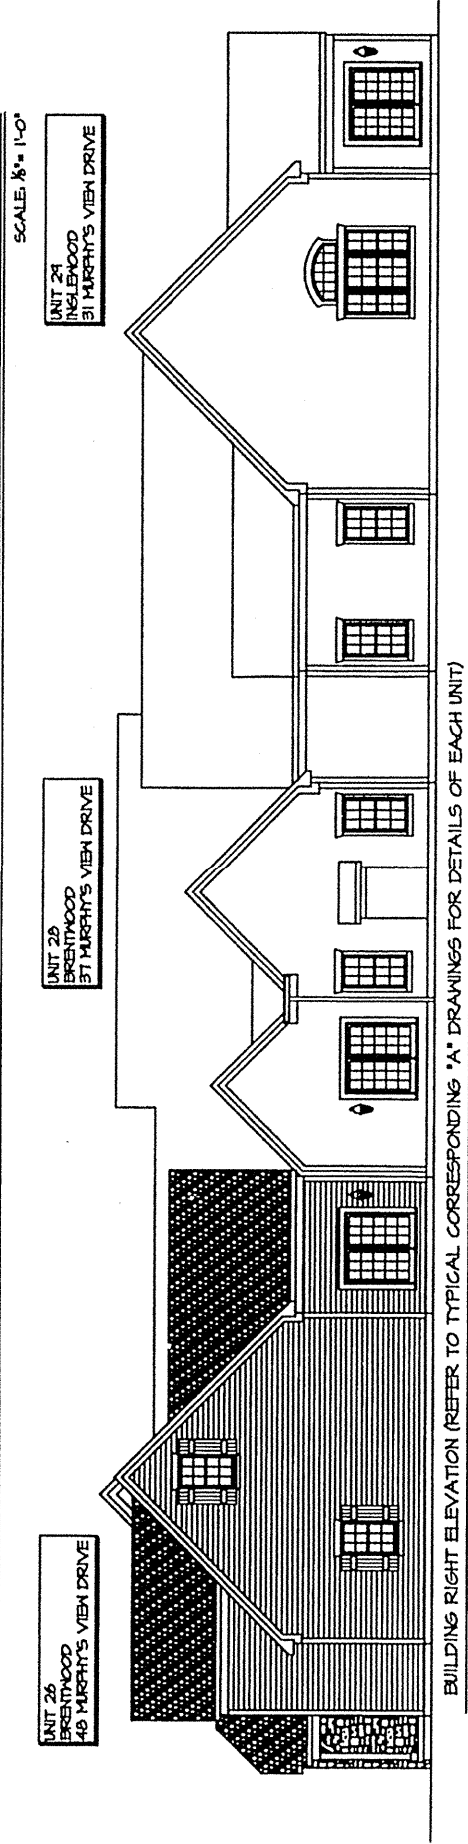 UNIT 26
BRENTWOOD
48 MURPHY'S VIEW DRIVE
UNIT 28
BRENTWOOD
37 MURPHY'S VIEW DRIVE
UNIT 29
INGLEWOOD
31 MURPHY'S VIEW DRIVE
BUILDING RIGHT ELEVATION (REFER TO TYPICAL CORRESPONDING "A" DRAWINGS FOR DETAILS OF EACH UNIT)
SCALE: 1/8" = 1'-0"